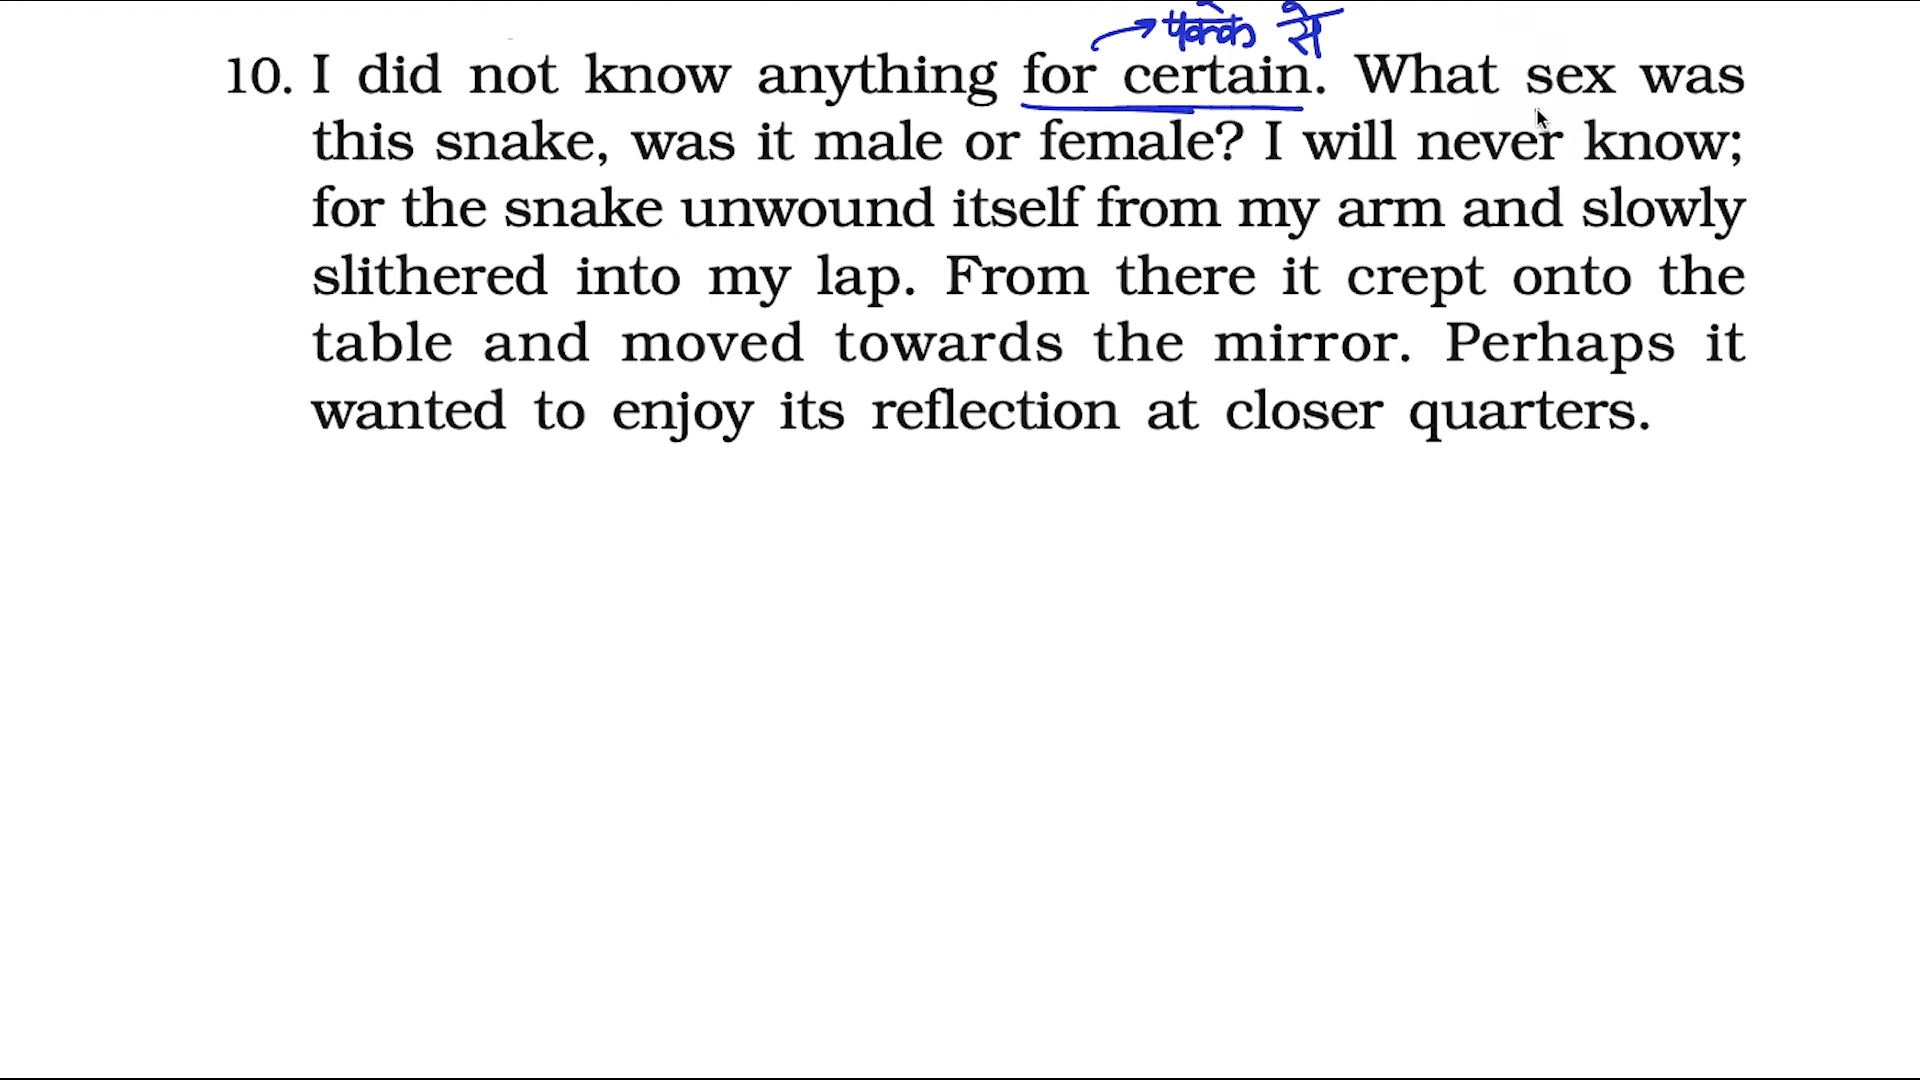 पक्के से
10. I did not know anything for certain. What sex was
this snake, was it male or female? I will never know;
for the snake unwound itself from my arm and slowly
slithered into my lap. From there it crept onto the
table and moved towards the mirror. Perhaps it
wanted to enjoy its reflection at closer quarters.